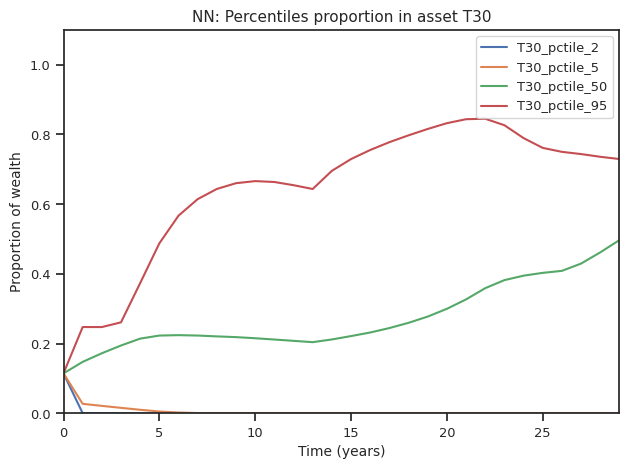 NN: Percentiles proportion in asset T30
T30_pctile_2
T30_pctile_5
T30_pctile_50
T30_pctile_95
Proportion of wealth
1.0
0.8
0.6
0.4
0.2
0.0
0 5 10 15 20 25
Time (years)